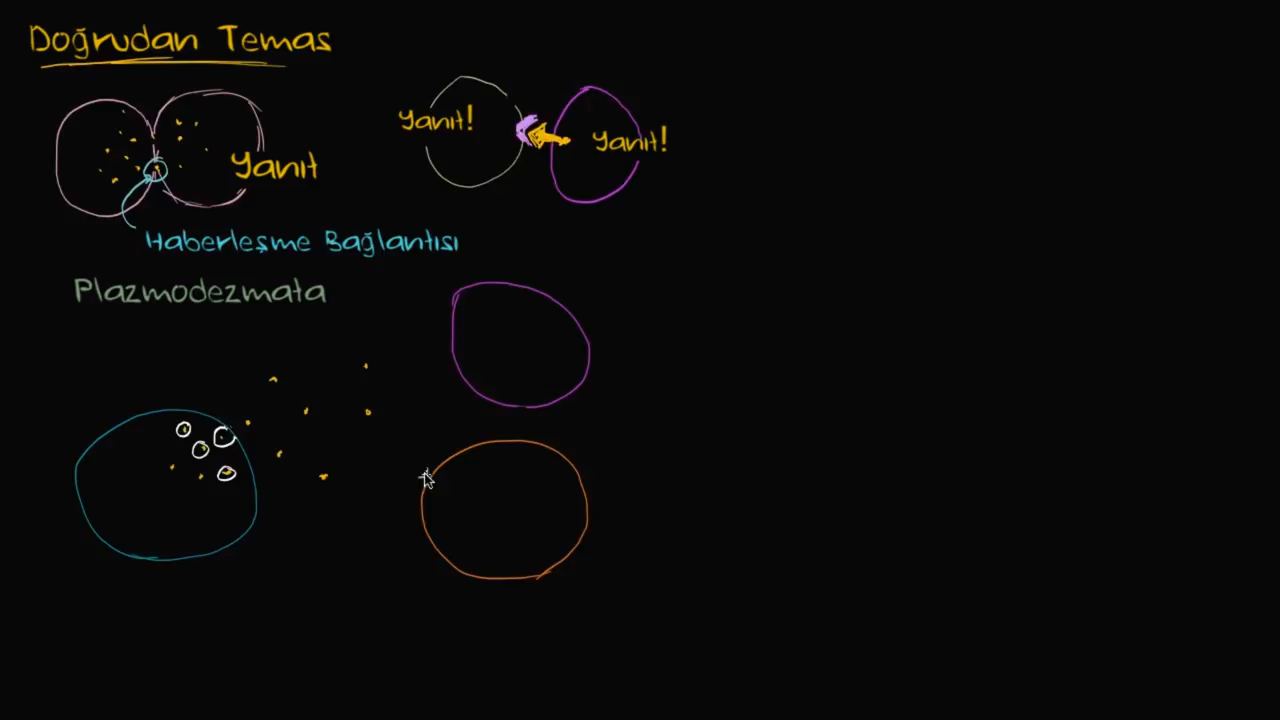 Doğrudan Temas
Yanıt
Yanıt!
Yanıt!
Haberleşme Bağlantısı
Plazmodezmata